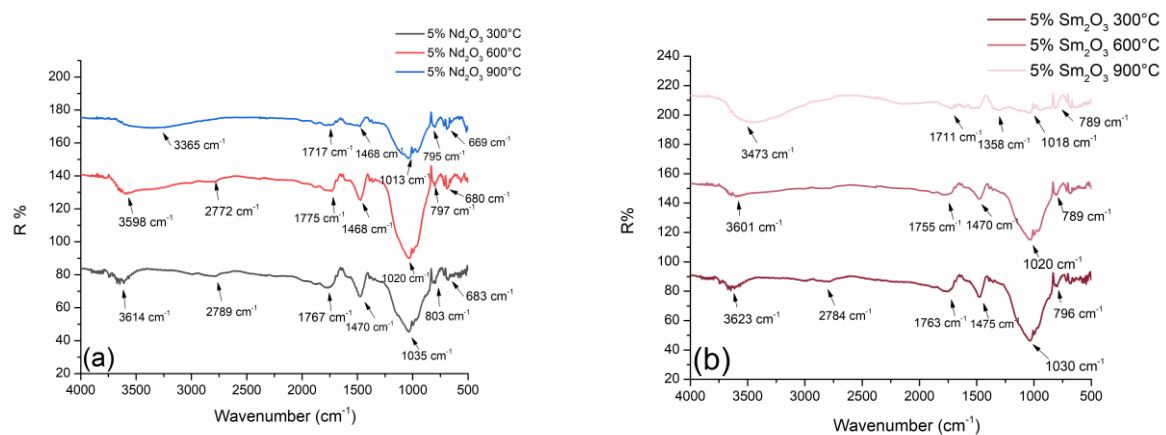 5% Nd₂O₃ 300°C
5% Nd₂O₃ 600°C
5% Nd₂O₃ 900°C
R %
220
200
180
160
140
120
100
80
60
40
20
3365 cm⁻¹
1717 cm⁻¹
1468 cm⁻¹
1013 cm⁻¹
795 cm⁻¹
669 cm⁻¹
3598 cm⁻¹
2772 cm⁻¹
1775 cm⁻¹
1468 cm⁻¹
1020 cm⁻¹
797 cm⁻¹
680 cm⁻¹
3614 cm⁻¹
2789 cm⁻¹
1767 cm⁻¹
1470 cm⁻¹
1035 cm⁻¹
803 cm⁻¹
683 cm⁻¹
(a)
4000 3500 3000 2500 2000 1500 1000 500
Wavenumber (cm⁻¹)
5% Sm₂O₃ 300°C
5% Sm₂O₃ 600°C
5% Sm₂O₃ 900°C
R%
240
220
200
180
160
140
120
100
80
60
40
20
3473 cm⁻¹
1711 cm⁻¹
1358 cm⁻¹
1018 cm⁻¹
789 cm⁻¹
3601 cm⁻¹
1755 cm⁻¹
1470 cm⁻¹
1020 cm⁻¹
789 cm⁻¹
3623 cm⁻¹
2784 cm⁻¹
1763 cm⁻¹
1475 cm⁻¹
1030 cm⁻¹
796 cm⁻¹
(b)
4000 3500 3000 2500 2000 1500 1000 500
Wavenumber (cm⁻¹)